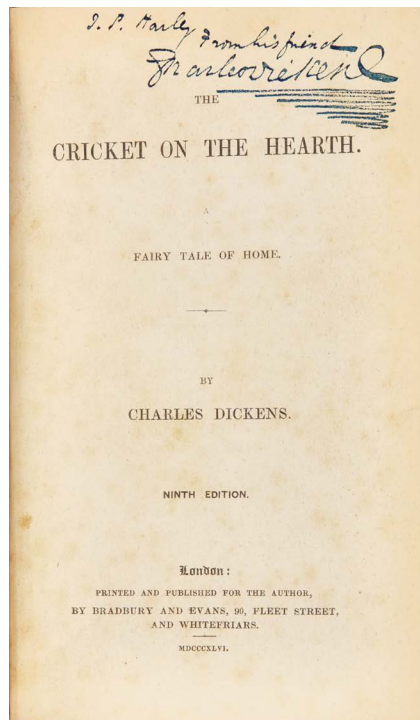 J. P. Harley
From his friend
Charles Dickens
THE
CRICKET ON THE HEARTH.
A
FAIRY TALE OF HOME.
BY
CHARLES DICKENS.
NINTH EDITION.
London:
PRINTED AND PUBLISHED FOR THE AUTHOR,
BY BRADBURY AND EVANS, 90, FLEET STREET,
AND WHITEFRIARS.
MDCCCXLVI.